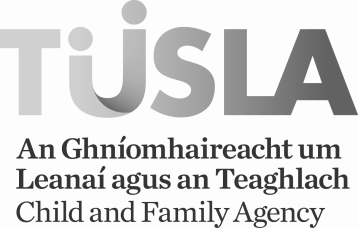 TUSLA
An Ghníomhaireacht um
Leanaí agus an Teaghlach
Child and Family Agency